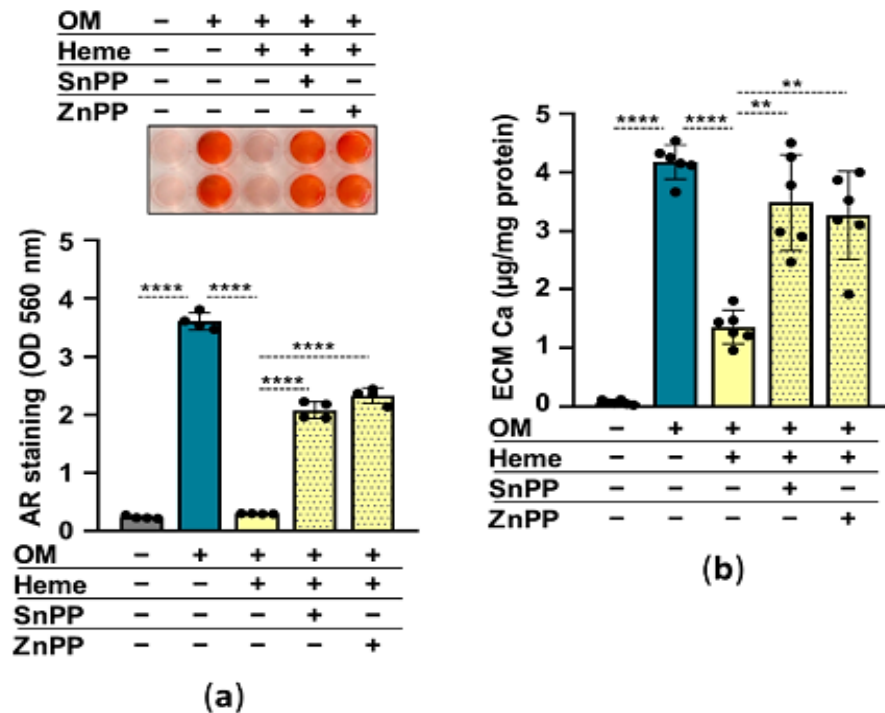 OM – + + + +
Heme – – + + +
SnPP – – – + –
ZnPP – – – – +
AR staining (OD 560 nm)
5
4
3
2
1
0
**** ****
****
****
OM – + + + +
Heme – – + + +
SnPP – – – + –
ZnPP – – – – +
(a)
ECM Ca (µg/mg protein)
5
4
3
2
1
0
**
**** **** **
OM – + + + +
Heme – – + + +
SnPP – – – + –
ZnPP – – – – +
(b)